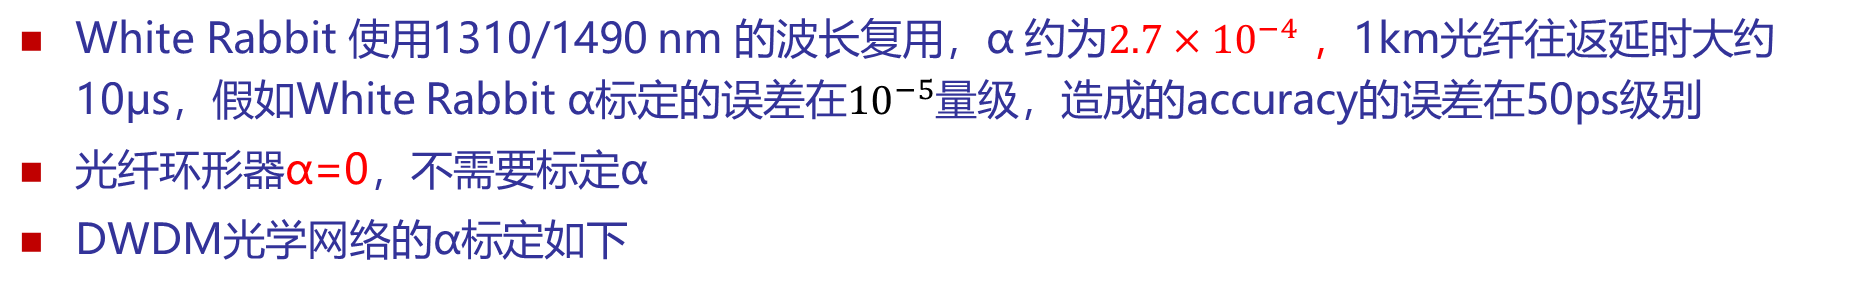 ■ White Rabbit 使用1310/1490 nm 的波长复用，α 约为2.7 × 10⁻⁴ ，1km光纤往返延时大约
10μs，假如White Rabbit α标定的误差在10⁻⁵量级，造成的accuracy的误差在50ps级别
■ 光纤环形器α=0，不需要标定α
■ DWDM光学网络的α标定如下